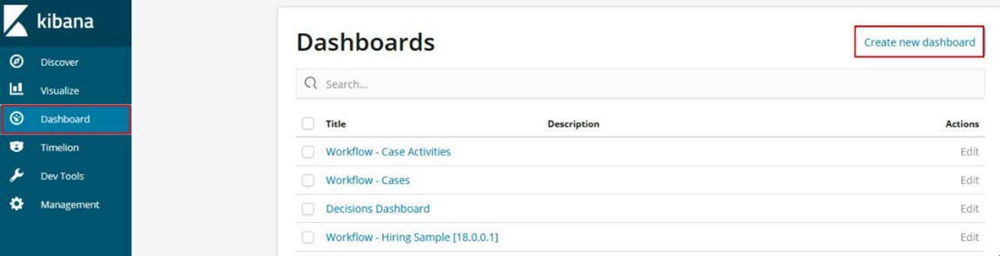 kibana
Discover
Visualize
Dashboard
Timelion
Dev Tools
Management
Dashboards
Create new dashboard
Search...
Title Description Actions
Workflow - Case Activities Edit
Workflow - Cases Edit
Decisions Dashboard Edit
Workflow - Hiring Sample [18.0.0.1] Edit